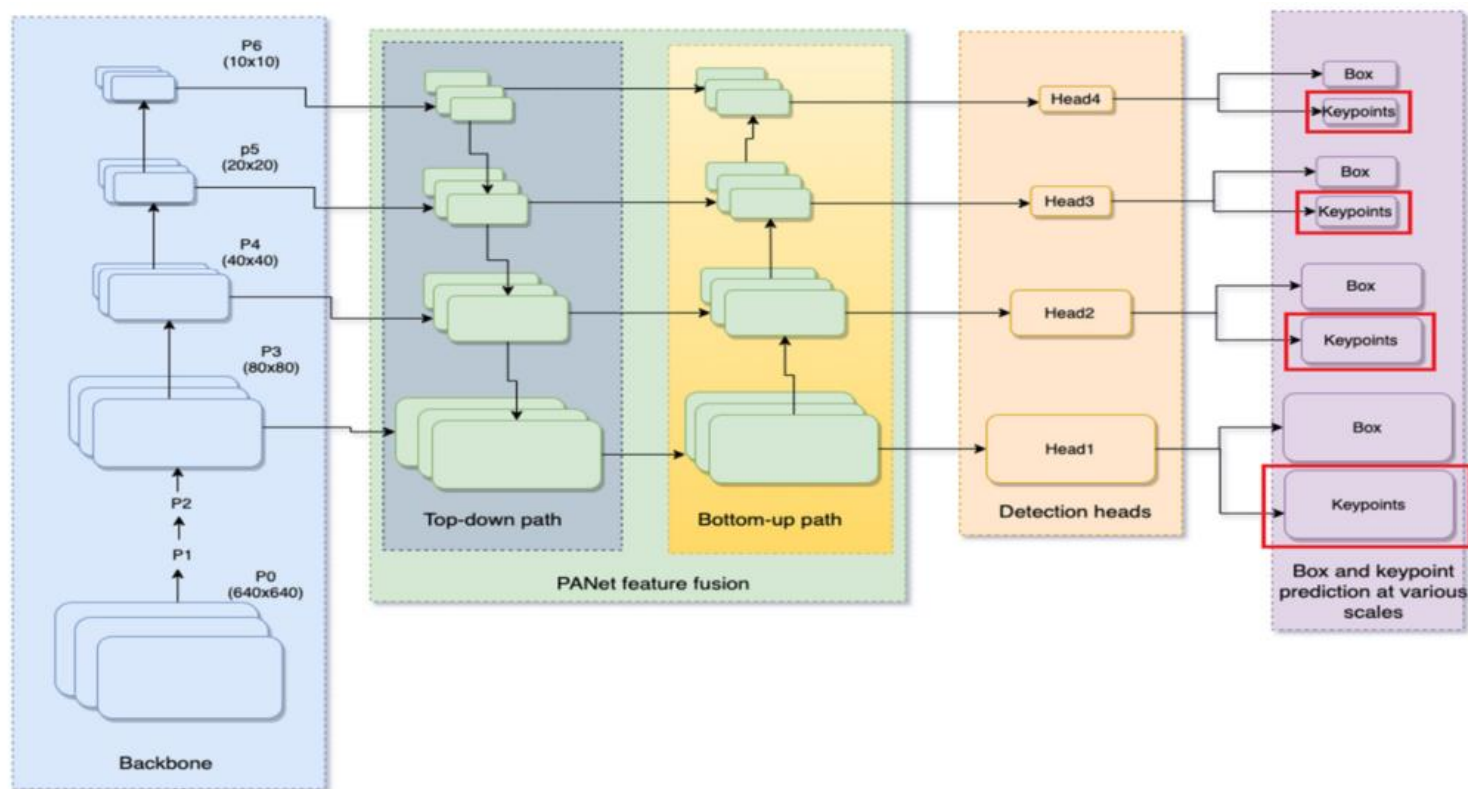 P6
(10x10)
p5
(20x20)
P4
(40x40)
P3
(80x80)
P2
P1
P0
(640x640)
Backbone
Top-down path
Bottom-up path
PANet feature fusion
Head4
Head3
Head2
Head1
Detection heads
Box
Keypoints
Box
Keypoints
Box
Keypoints
Box
Keypoints
Box and keypoint
prediction at various
scales